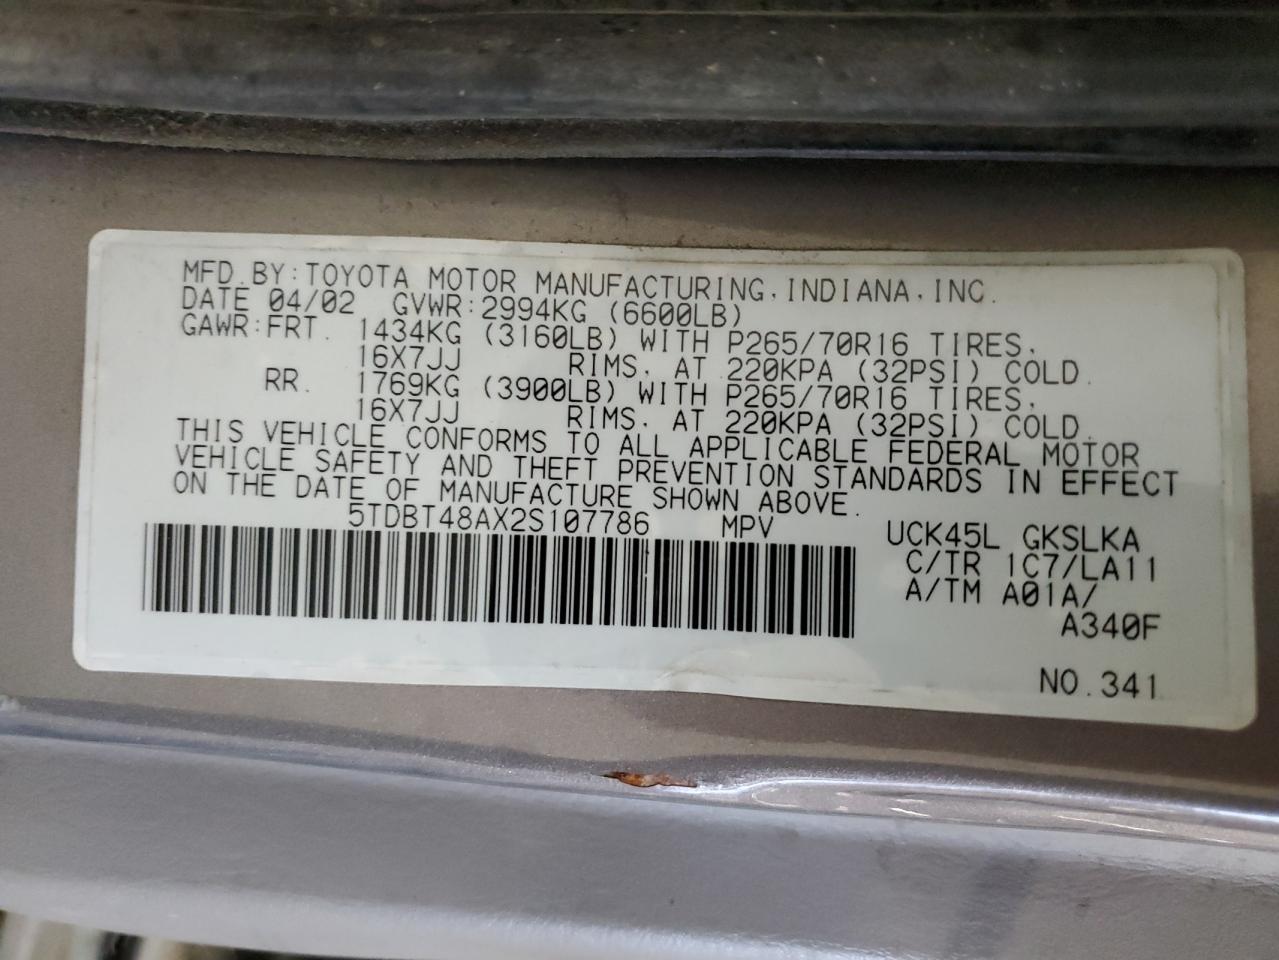 MFD.BY:TOYOTA MOTOR MANUFACTURING,INDIANA,INC.
DATE 04/02 GVWR:2994KG (6600LB)
GAWR:FRT. 1434KG (3160LB) WITH P265/70R16 TIRES,
16X7JJ RIMS, AT 220KPA (32PSI) COLD.
RR. 1769KG (3900LB) WITH P265/70R16 TIRES,
16X7JJ RIMS, AT 220KPA (32PSI) COLD.
THIS VEHICLE CONFORMS TO ALL APPLICABLE FEDERAL MOTOR
VEHICLE SAFETY AND THEFT PREVENTION STANDARDS IN EFFECT
ON THE DATE OF MANUFACTURE SHOWN ABOVE.
5TDBT48AX2S107786 MPV UCK45L GKSLKA
C/TR 1C7/LA11
A/TM A01A/
A340F
NO.341